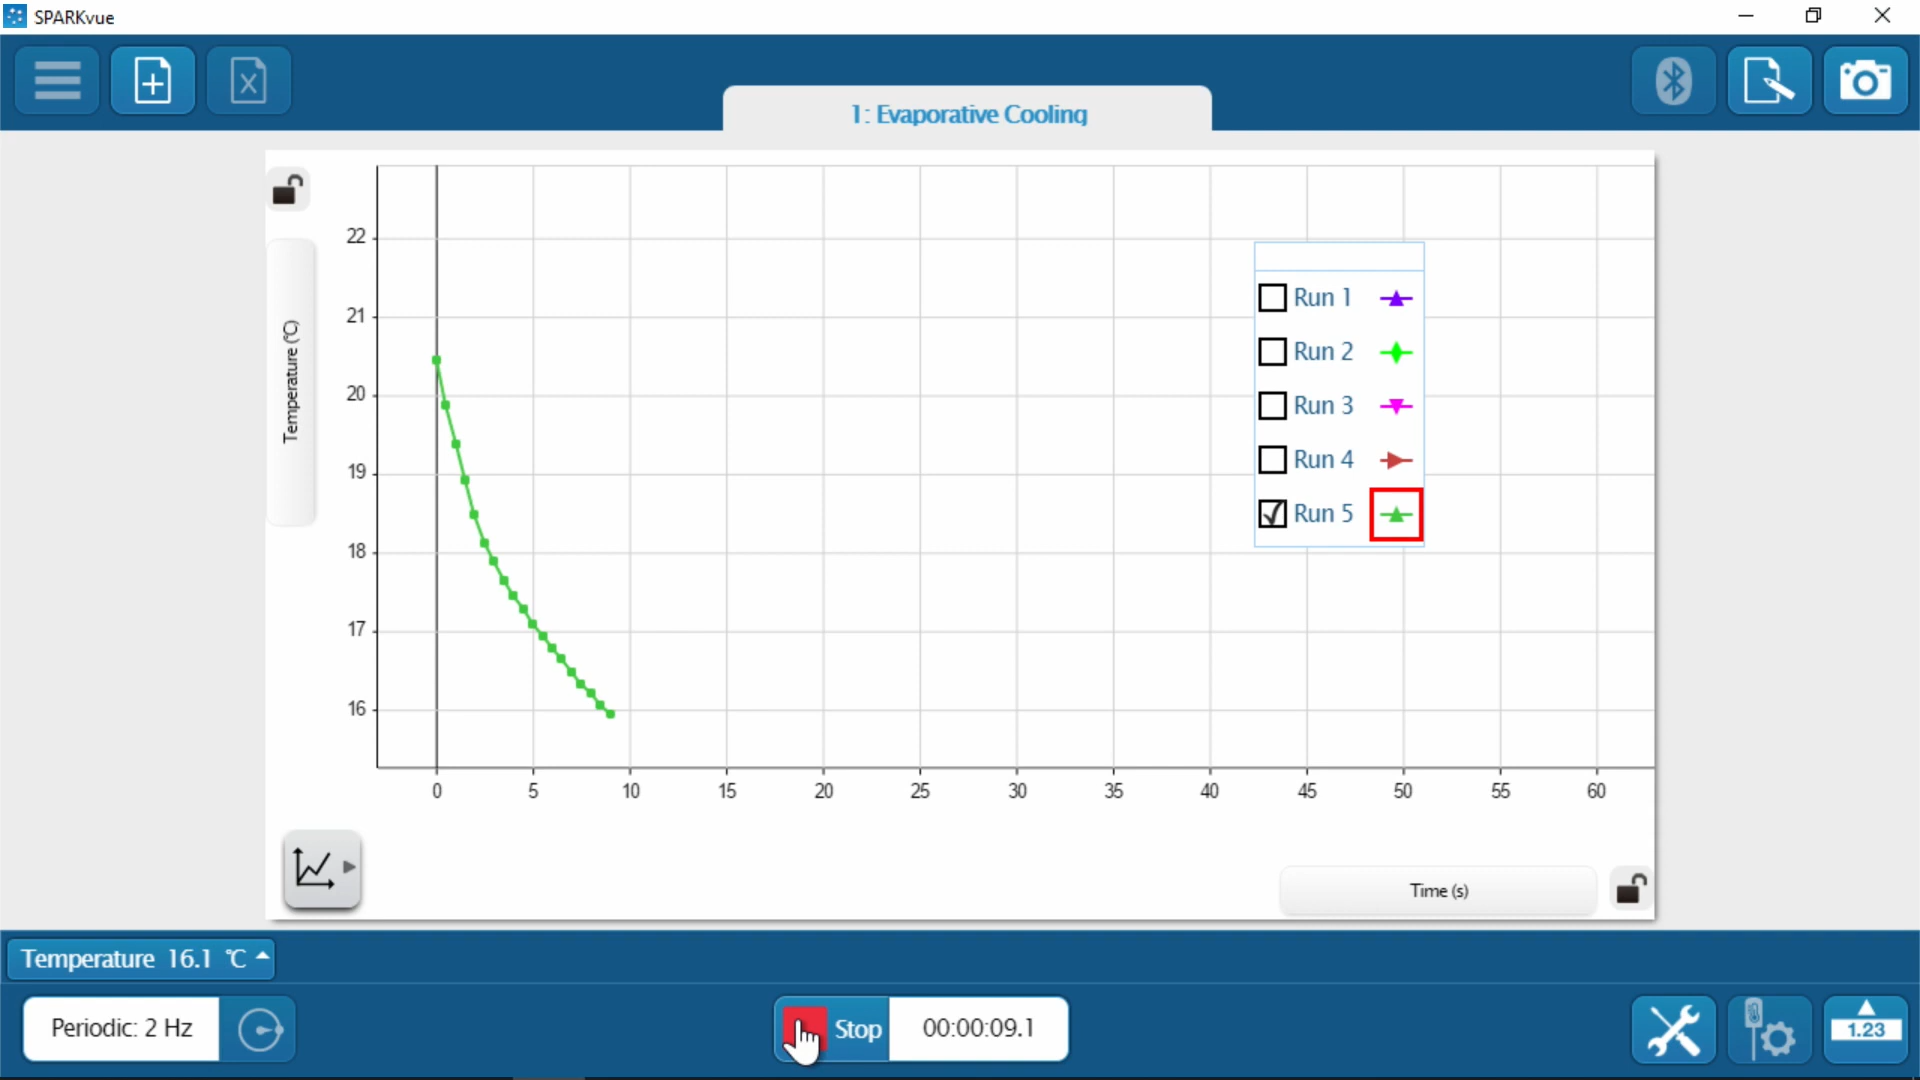 SPARKvue
1: Evaporative Cooling
22
21
20
19
18
17
16
Temperature (℃)
Run 1
Run 2
Run 3
Run 4
Run 5
0 5 10 15 20 25 30 35 40 45 50 55 60
Time (s)
Temperature 16.1 ℃
Periodic: 2 Hz
Stop
00:00:09.1
1.23